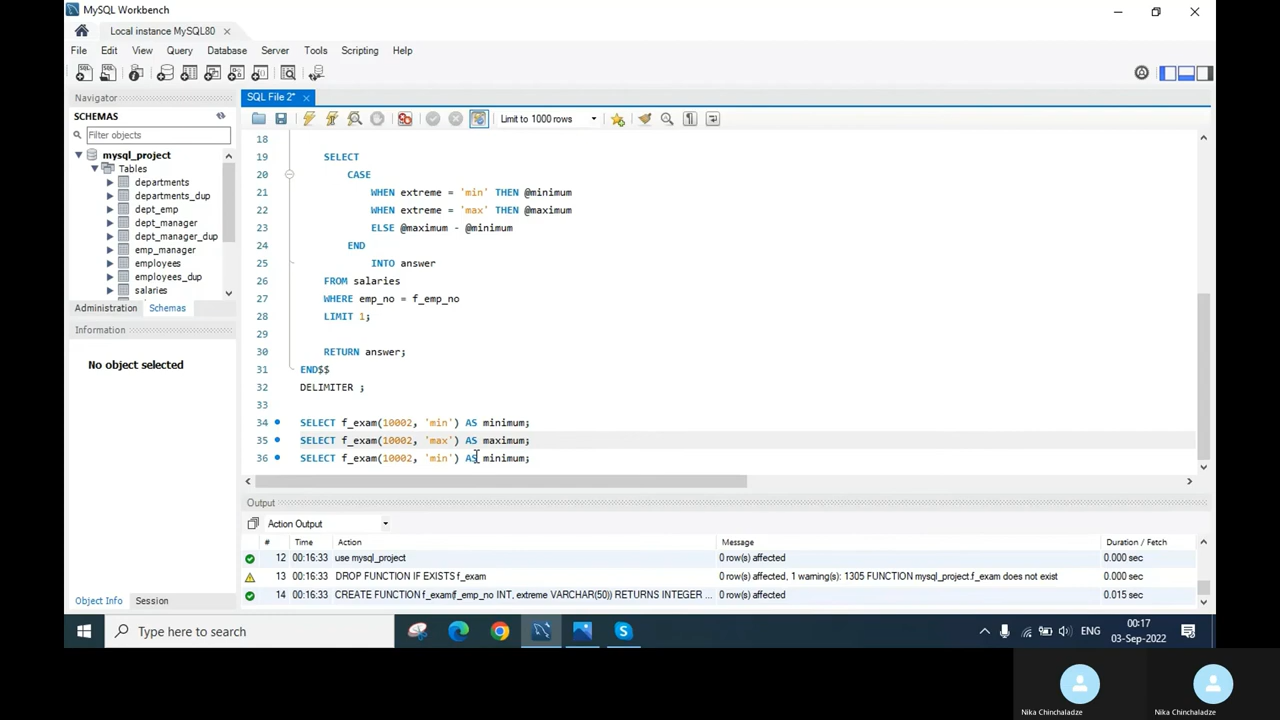 MySQL Workbench
Local instance MySQL80
File Edit View Query Database Server Tools Scripting Help
Navigator
SCHEMAS
Filter objects
mysql_project
Tables
departments
departments_dup
dept_emp
dept_manager
dept_manager_dup
emp_manager
employees
employees_dup
salaries
Administration Schemas
Information
No object selected
Object Info Session
SQL File 2*
Limit to 1000 rows
18
19 SELECT
20 CASE
21 WHEN extreme = 'min' THEN @minimum
22 WHEN extreme = 'max' THEN @maximum
23 ELSE @maximum - @minimum
24 END
25 INTO answer
26 FROM salaries
27 WHERE emp_no = f_emp_no
28 LIMIT 1;
29
30 RETURN answer;
31 END$$
32 DELIMITER ;
33
34 SELECT f_exam(10002, 'min') AS minimum;
35 SELECT f_exam(10002, 'max') AS maximum;
36 SELECT f_exam(10002, 'min') AS minimum;
Output
Action Output
# Time Action Message Duration / Fetch
12 00:16:33 use mysql_project 0 row(s) affected 0.000 sec
13 00:16:33 DROP FUNCTION IF EXISTS f_exam 0 row(s) affected, 1 warning(s): 1305 FUNCTION mysql_project.f_exam does not exist 0.000 sec
14 00:16:33 CREATE FUNCTION f_exam(f_emp_no INT, extreme VARCHAR(50)) RETURNS INTEGER ... 0 row(s) affected 0.015 sec
Type here to search
ENG
00:17
03-Sep-2022
Nika Chinchaladze
Nika Chinchaladze